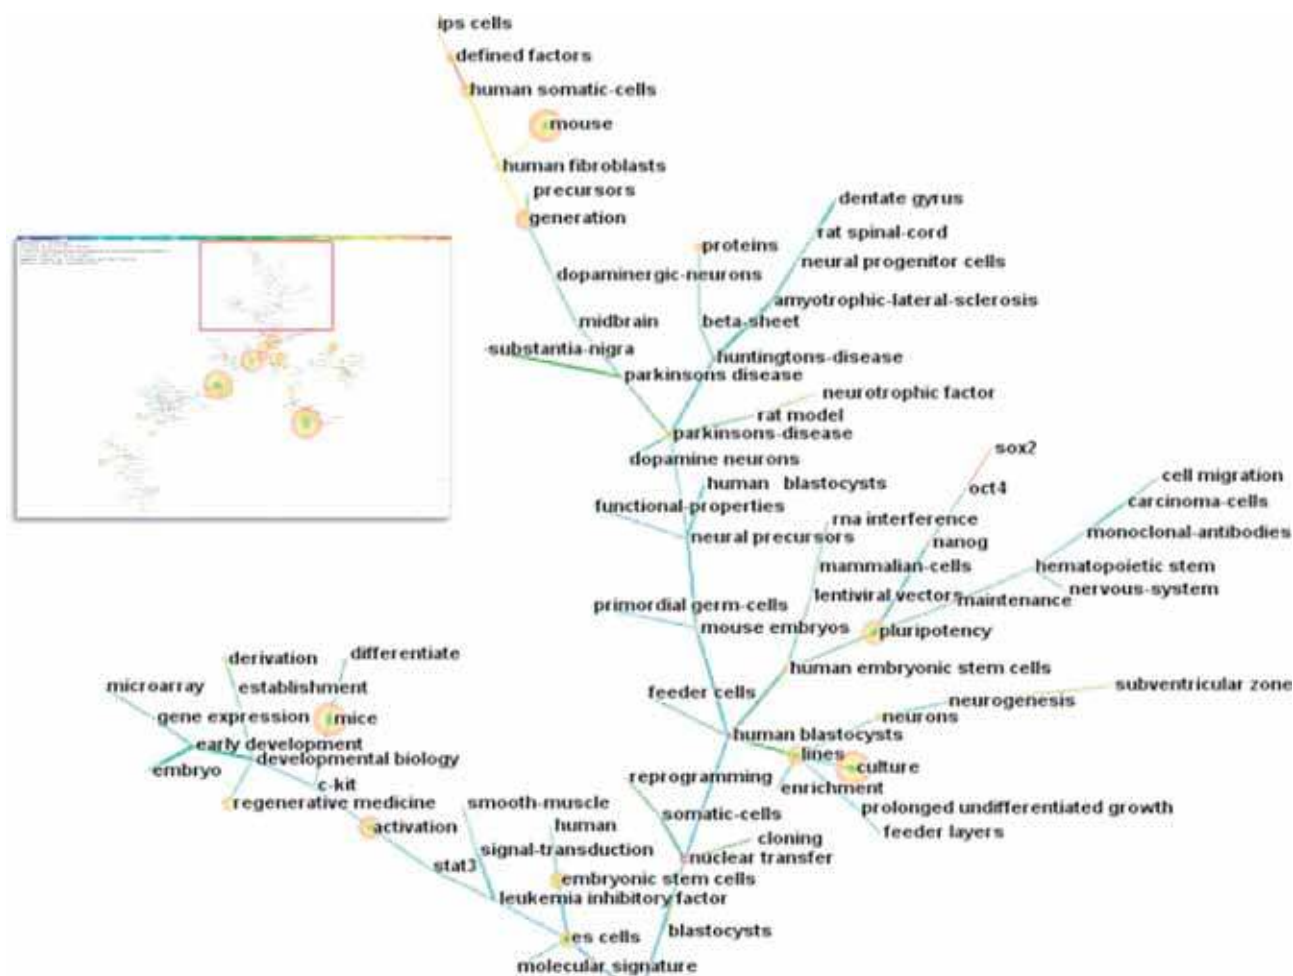 ips cells
defined factors
human somatic-cells
mouse
human fibroblasts
precursors
generation
dentate gyrus
rat spinal-cord
proteins
neural progenitor cells
dopaminergic-neurons
amyotrophic-lateral-sclerosis
midbrain
beta-sheet
substantia-nigra
huntingtons-disease
parkinsons disease
neurotrophic factor
rat model
parkinsons-disease
sox2
dopamine neurons
cell migration
human blastocysts
oct4
carcinoma-cells
functional-properties
rna interference
monoclonal-antibodies
neural precursors
nanog
mammalian-cells
hematopoietic stem
nervous-system
lentiviral vectors
maintenance
primordial germ-cells
mouse embryos
pluripotency
derivation
differentiate
human embryonic stem cells
microarray
establishment
feeder cells
subventricular zone
neurogenesis
gene expression
mice
neurons
human blastocysts
early development
lines
developmental biology
culture
embryo
reprogramming
c-kit
enrichment
regenerative medicine
smooth-muscle
prolonged undifferentiated growth
somatic-cells
activation
human
feeder layers
cloning
signal-transduction
nuclear transfer
stat3
embryonic stem cells
leukemia inhibitory factor
blastocysts
es cells
molecular signature